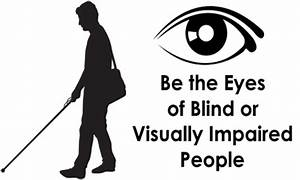 Be the Eyes
of Blind or
Visually Impaired
People